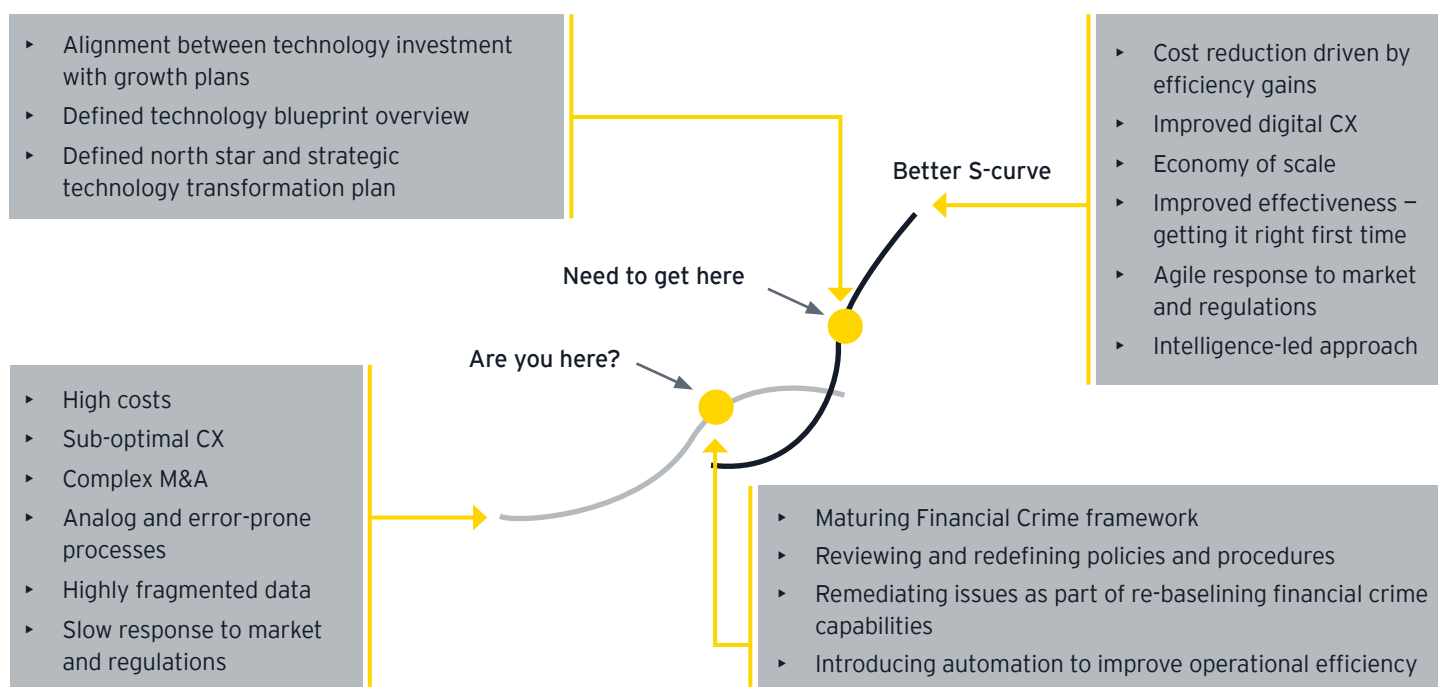 ▸ Alignment between technology investment
with growth plans
▸ Defined technology blueprint overview
▸ Defined north star and strategic
technology transformation plan
▸ Cost reduction driven by
efficiency gains
▸ Improved digital CX
▸ Economy of scale
▸ Improved effectiveness –
getting it right first time
▸ Agile response to market
and regulations
▸ Intelligence-led approach
Better S-curve
Need to get here
Are you here?
▸ High costs
▸ Sub-optimal CX
▸ Complex M&A
▸ Analog and error-prone
processes
▸ Highly fragmented data
▸ Slow response to market
and regulations
▸ Maturing Financial Crime framework
▸ Reviewing and redefining policies and procedures
▸ Remediating issues as part of re-baselining financial crime
capabilities
▸ Introducing automation to improve operational efficiency